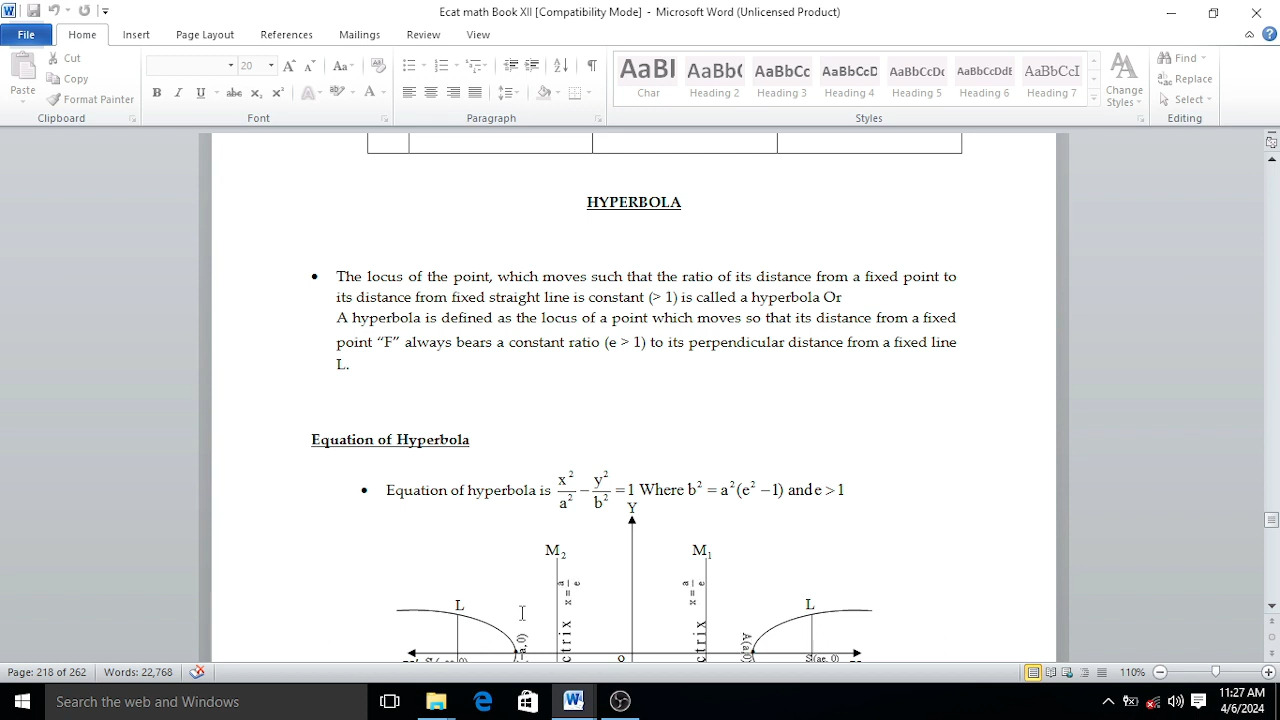 Ecat math Book XII [Compatibility Mode] - Microsoft Word (Unlicensed Product)
File Home Insert Page Layout References Mailings Review View
Paste Cut Copy Format Painter
20 Aa
B I U abc x₂ x² A A
AaBl AaBb( AaBbCc AaBbCcD AaBbCcDc AaBbCcDdE AaBbCcI
Char Heading 2 Heading 3 Heading 4 Heading 5 Heading 6 Heading 7
Change Styles
Find Replace Select
Clipboard Font Paragraph Styles Editing
HYPERBOLA
• The locus of the point, which moves such that the ratio of its distance from a fixed point to
its distance from fixed straight line is constant (> 1) is called a hyperbola Or
A hyperbola is defined as the locus of a point which moves so that its distance from a fixed
point “F” always bears a constant ratio (e > 1) to its perpendicular distance from a fixed line
L.
Equation of Hyperbola
• Equation of hyperbola is x²/a² − y²/b² = 1 Where b² = a²(e² −1) and e > 1
Y
M₂ M₁
x = a/e x = a/e
L L
ctrix ctrix
-a, 0) A(a,0)
O S(ae, 0)
Page: 218 of 262 Words: 22,768 110%
Search the web and Windows
11:27 AM
4/6/2024